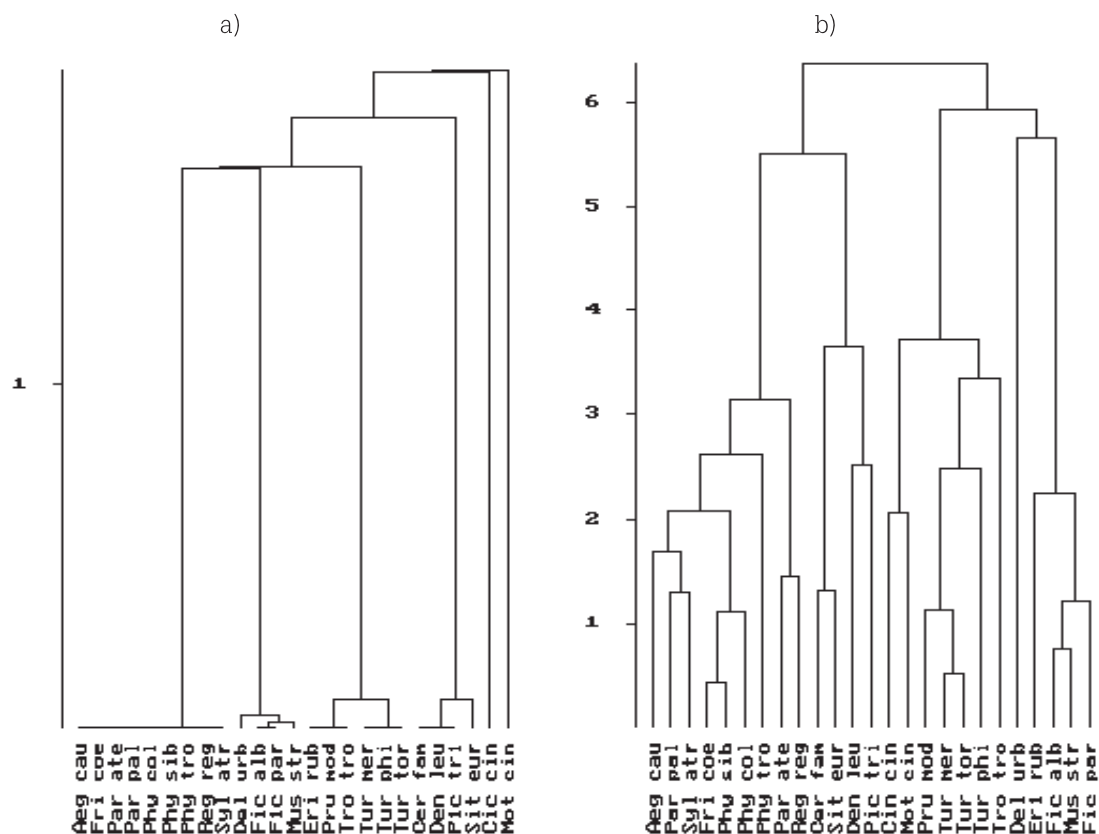 a)
1
Aeg cau
Fri coe
Par ate
Par pal
Phy col
Phy sib
Phy tro
Reg reg
Syl atr
Del urb
Fic alb
Fic par
Mus str
Eri rub
Pru mod
Tro tro
Tur mer
Tur phi
Tur tor
Cer fam
Den leu
Pic tri
Sit eur
Cic cin
Mot cin
b)
6
5
4
3
2
1
Aeg cau
Par pal
Syl atr
Fri coe
Phy sib
Phy col
Phy tro
Par ate
Reg reg
Cer fam
Sit eur
Den leu
Pic tri
Cin cin
Mot cin
Pru mod
Tur mer
Tur tor
Tur phi
Tro tro
Del urb
Eri rub
Fic alb
Mus str
Fic par